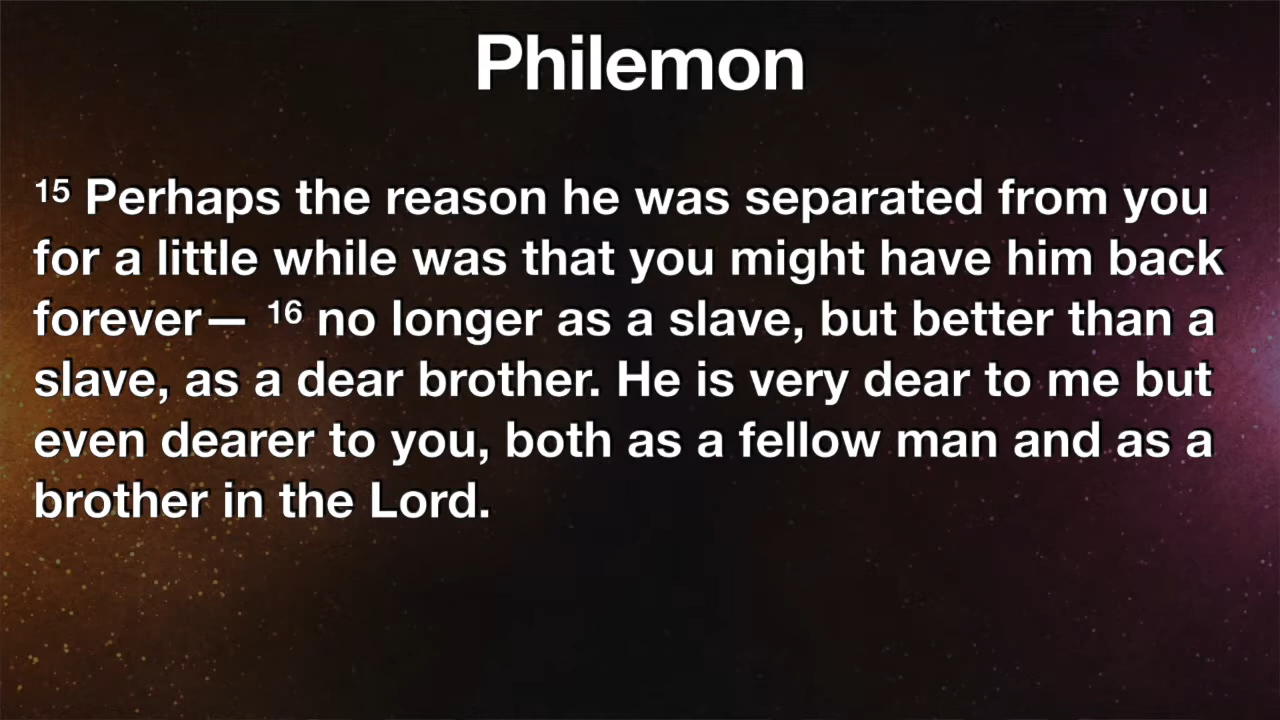 Philemon
¹⁵ Perhaps the reason he was separated from you
for a little while was that you might have him back
forever— ¹⁶ no longer as a slave, but better than a
slave, as a dear brother. He is very dear to me but
even dearer to you, both as a fellow man and as a
brother in the Lord.